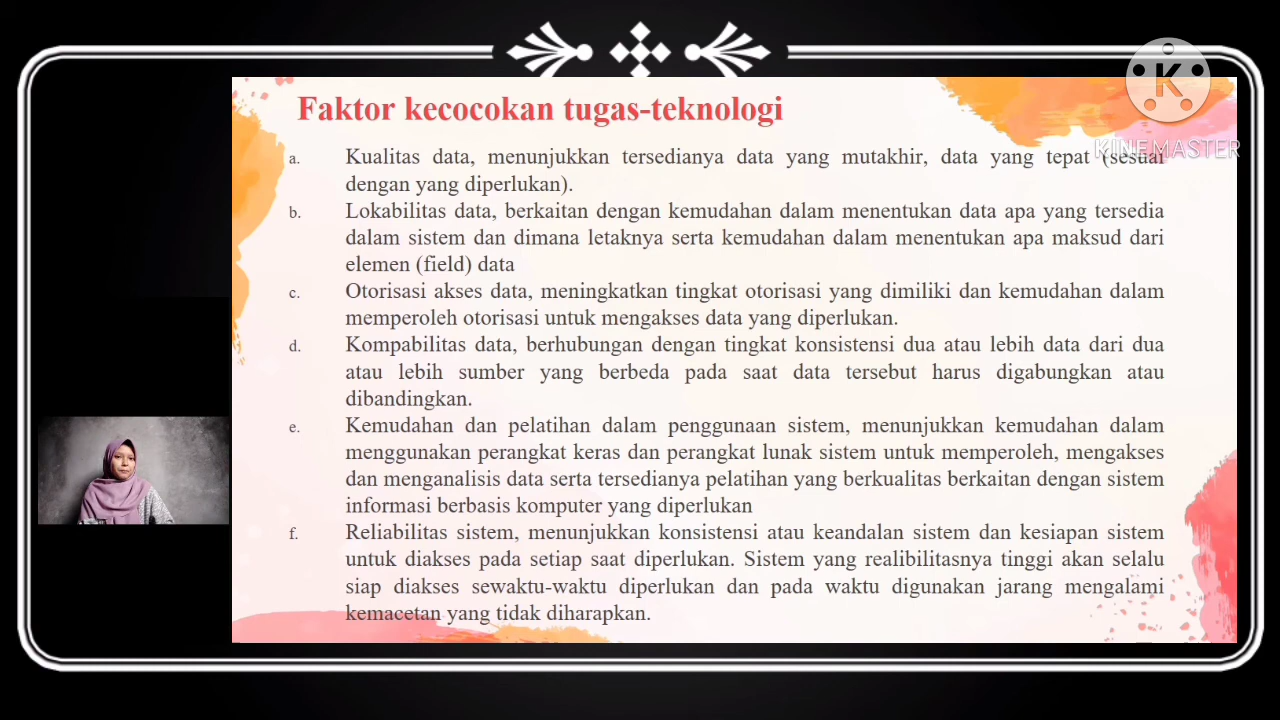 Faktor kecocokan tugas-teknologi
a. Kualitas data, menunjukkan tersedianya data yang mutakhir, data yang tepat (sesuai
dengan yang diperlukan).
b. Lokabilitas data, berkaitan dengan kemudahan dalam menentukan data apa yang tersedia
dalam sistem dan dimana letaknya serta kemudahan dalam menentukan apa maksud dari
elemen (field) data
c. Otorisasi akses data, meningkatkan tingkat otorisasi yang dimiliki dan kemudahan dalam
memperoleh otorisasi untuk mengakses data yang diperlukan.
d. Kompabilitas data, berhubungan dengan tingkat konsistensi dua atau lebih data dari dua
atau lebih sumber yang berbeda pada saat data tersebut harus digabungkan atau
dibandingkan.
e. Kemudahan dan pelatihan dalam penggunaan sistem, menunjukkan kemudahan dalam
menggunakan perangkat keras dan perangkat lunak sistem untuk memperoleh, mengakses
dan menganalisis data serta tersedianya pelatihan yang berkualitas berkaitan dengan sistem
informasi berbasis komputer yang diperlukan
f. Reliabilitas sistem, menunjukkan konsistensi atau keandalan sistem dan kesiapan sistem
untuk diakses pada setiap saat diperlukan. Sistem yang realibilitasnya tinggi akan selalu
siap diakses sewaktu-waktu diperlukan dan pada waktu digunakan jarang mengalami
kemacetan yang tidak diharapkan.
K
KINEMASTER